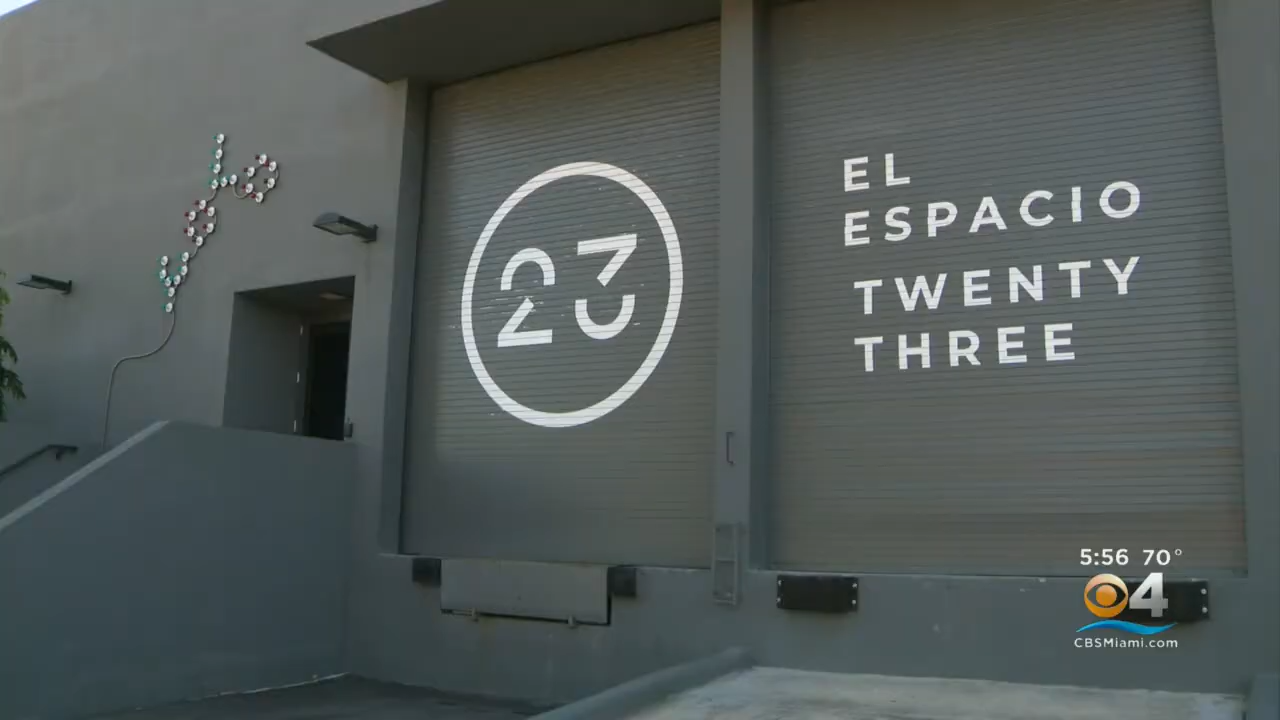 23
EL
ESPACIO
TWENTY
THREE
5:56 70°
4
CBSMiami.com